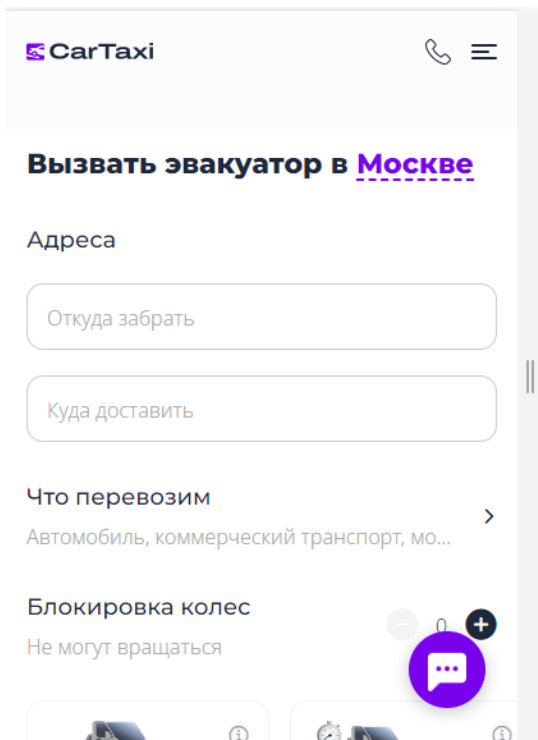 CarTaxi
Вызвать эвакуатор в Москве
Адреса
Откуда забрать
Куда доставить
Что перевозим
Автомобиль, коммерческий транспорт, мо...
Блокировка колес
0
Не могут вращаться